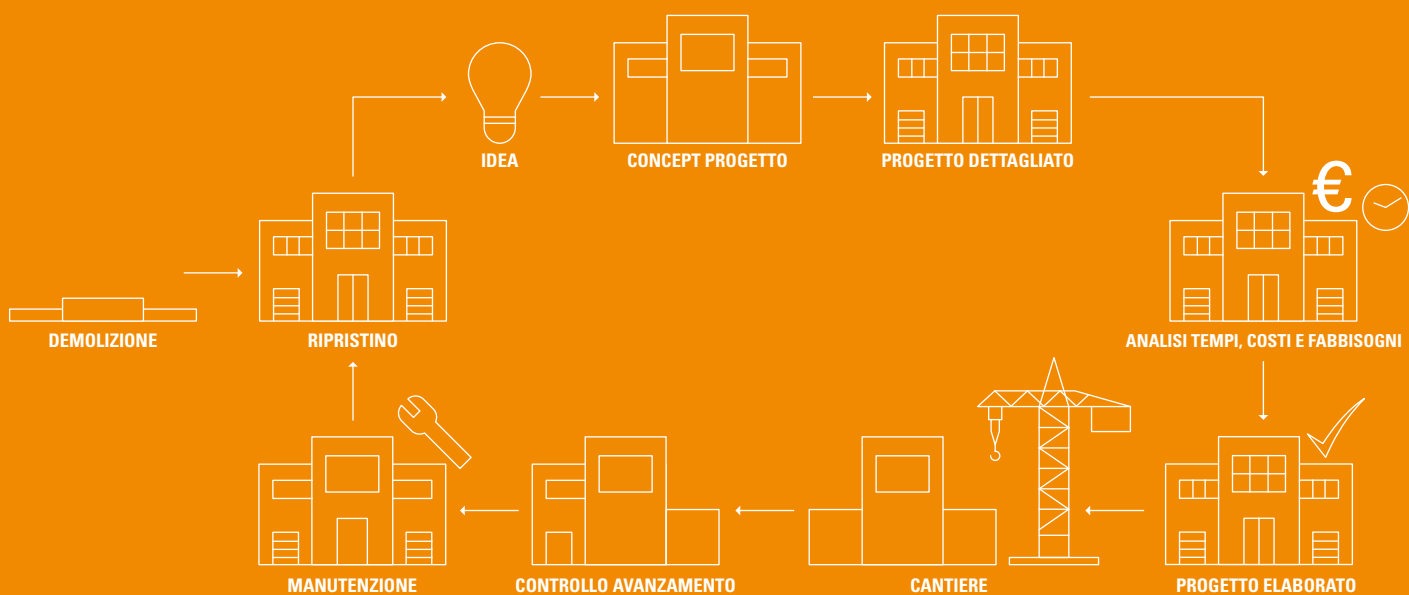 IDEA
CONCEPT PROGETTO
PROGETTO DETTAGLIATO
€
DEMOLIZIONE
RIPRISTINO
ANALISI TEMPI, COSTI E FABBISOGNI
MANUTENZIONE
CONTROLLO AVANZAMENTO
CANTIERE
PROGETTO ELABORATO